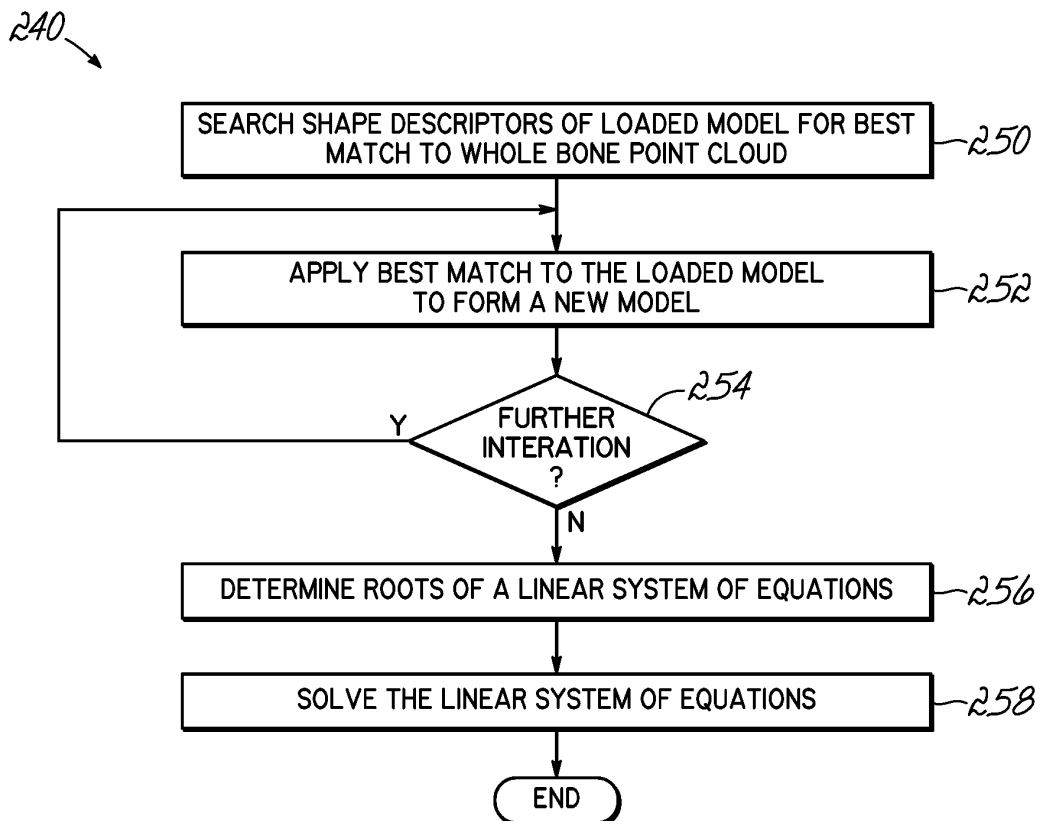 240
SEARCH SHAPE DESCRIPTORS OF LOADED MODEL FOR BEST
MATCH TO WHOLE BONE POINT CLOUD
250
APPLY BEST MATCH TO THE LOADED MODEL
TO FORM A NEW MODEL
252
254
FURTHER
INTERATION
?
Y
N
DETERMINE ROOTS OF A LINEAR SYSTEM OF EQUATIONS
256
SOLVE THE LINEAR SYSTEM OF EQUATIONS
258
END